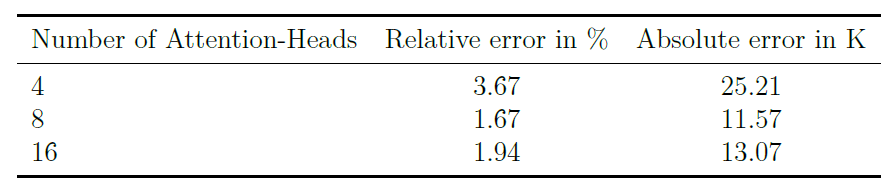 Number of Attention-Heads Relative error in % Absolute error in K
4 3.67 25.21
8 1.67 11.57
16 1.94 13.07